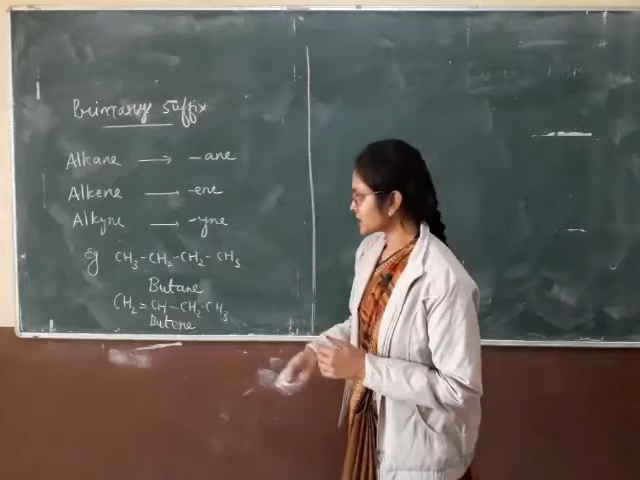 Primary Suffix
Alkane → -ane
Alkene → -ene
Alkyne → -yne
Eg CH3-CH2-CH2-CH3
Butane
CH2=CH-CH2-CH3
Butene